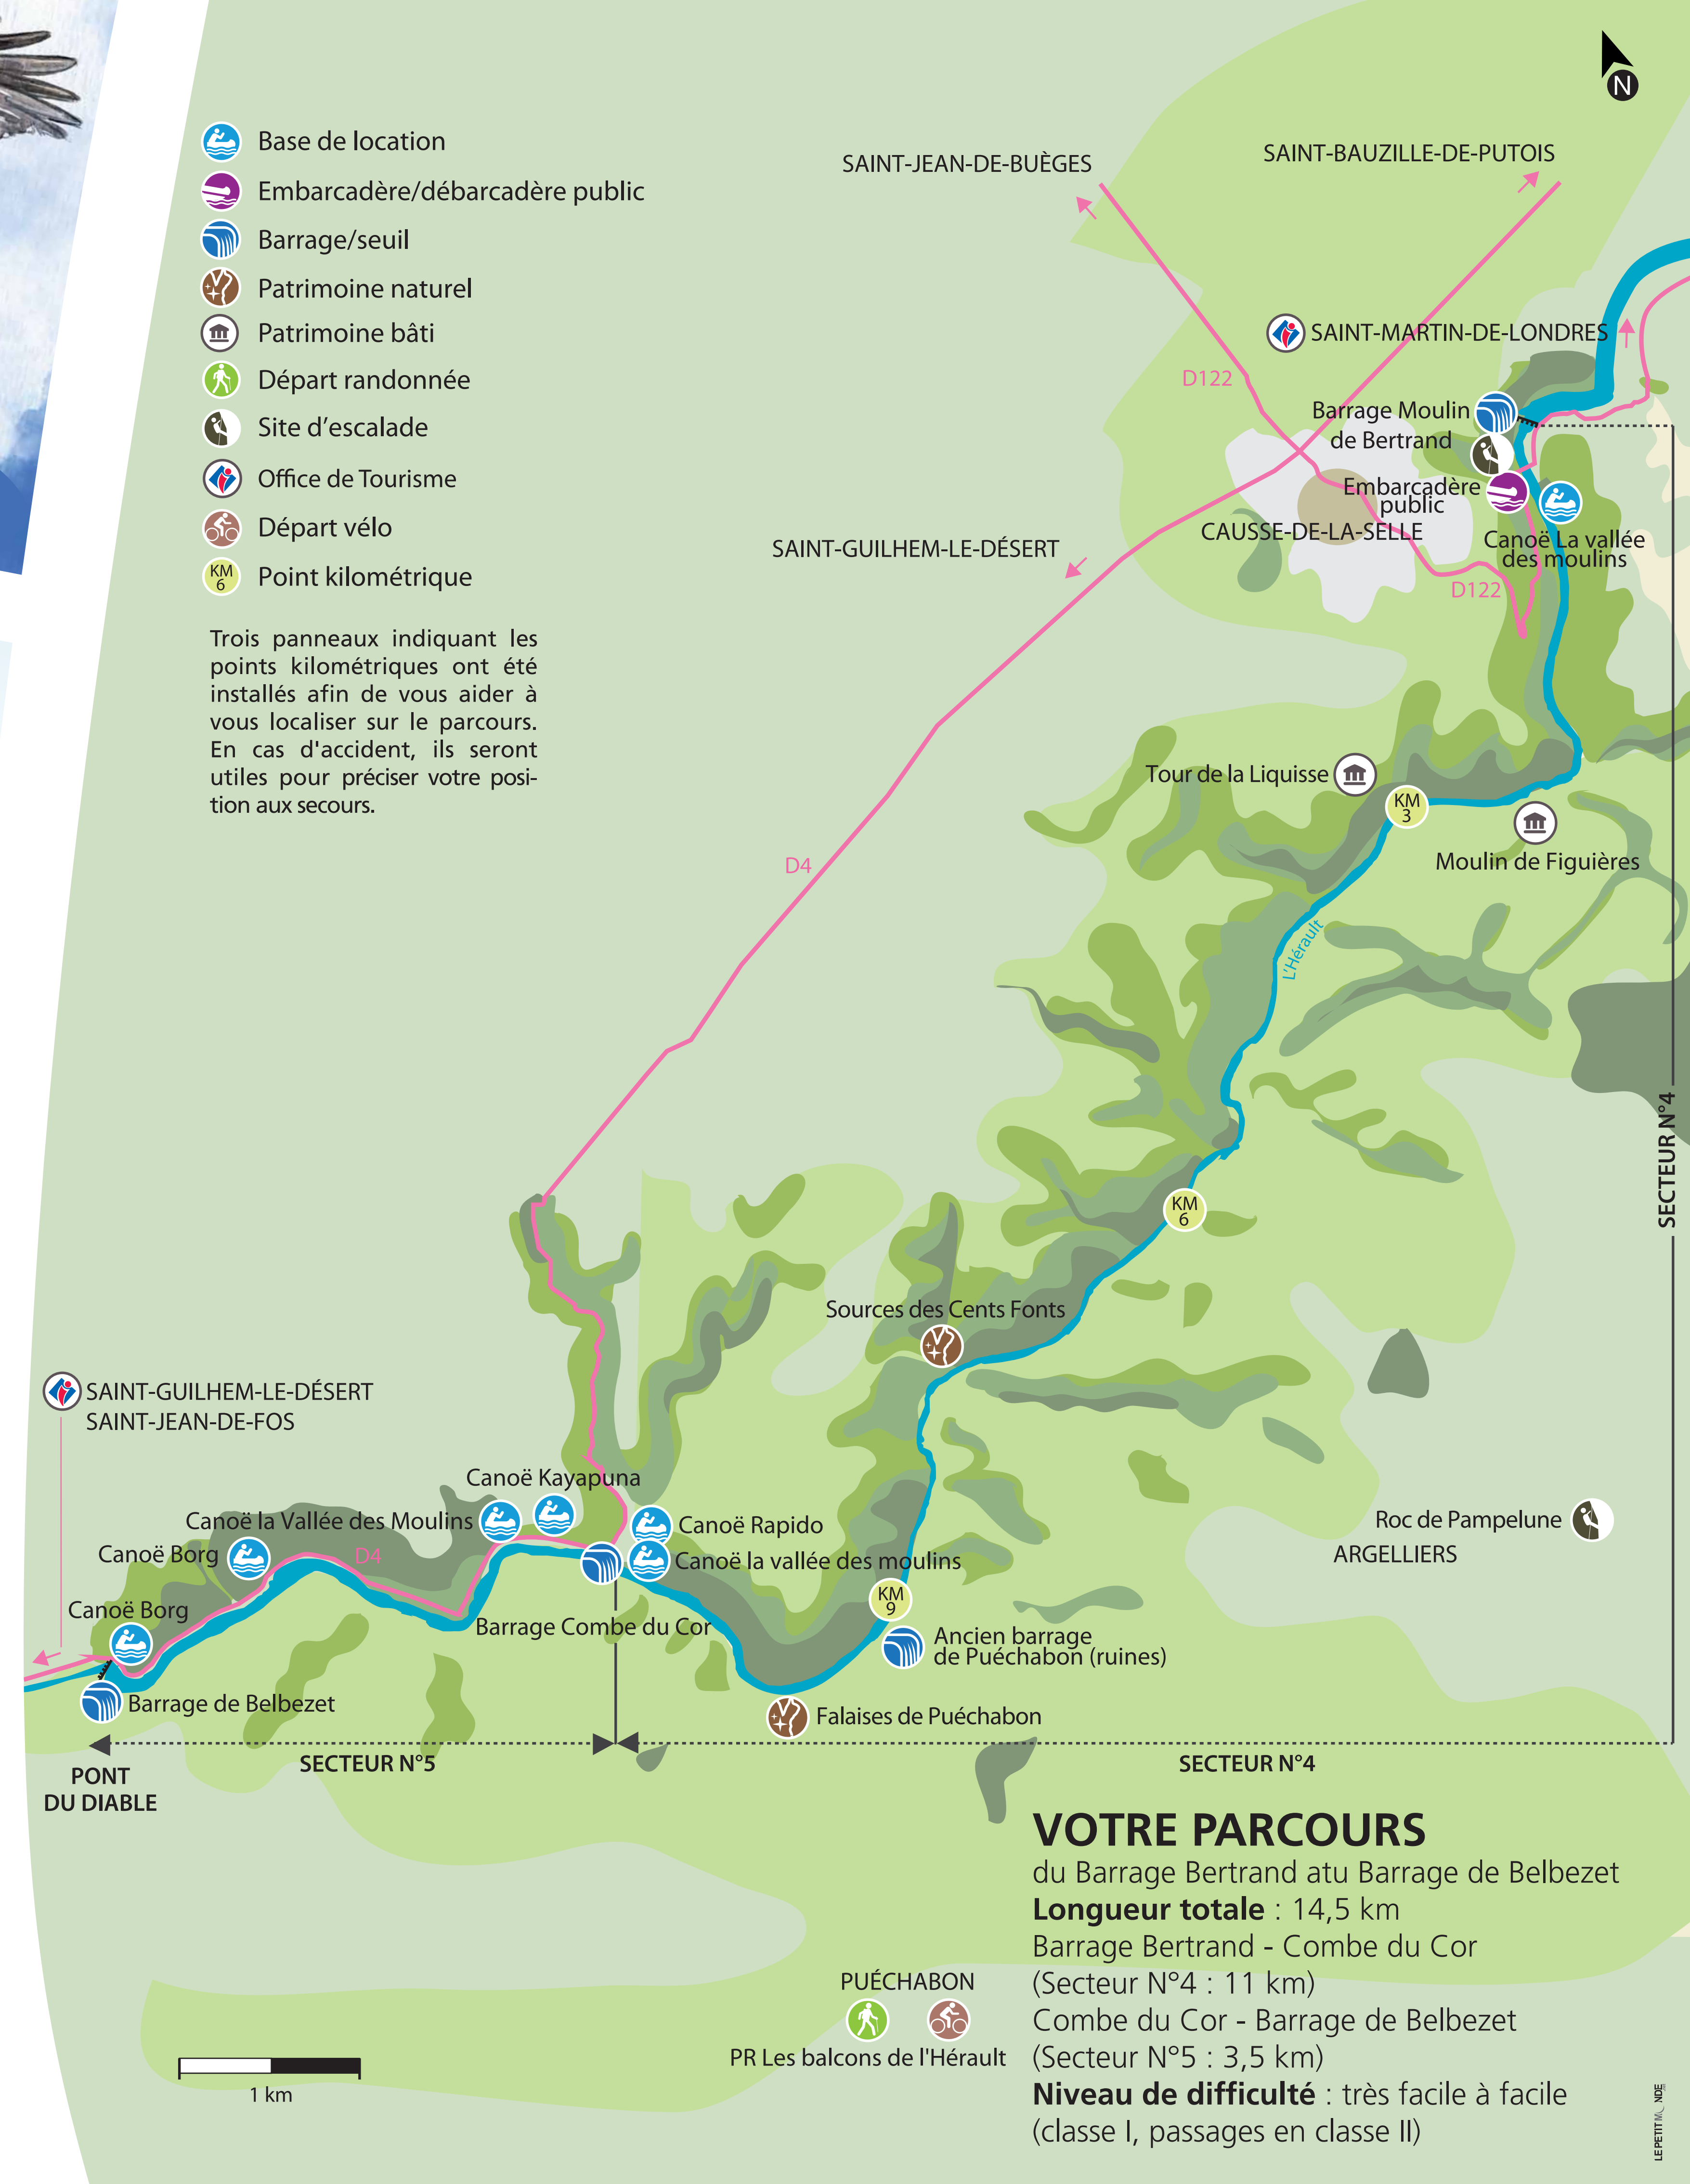 N
Base de location
Embarcadère/débarcadère public
Barrage/seuil
Patrimoine naturel
Patrimoine bâti
Départ randonnée
Site d’escalade
Office de Tourisme
Départ vélo
KM
6
Point kilométrique
Trois panneaux indiquant les
points kilométriques ont été
installés afin de vous aider à
vous localiser sur le parcours.
En cas d'accident, ils seront
utiles pour préciser votre posi-
tion aux secours.
SAINT-JEAN-DE-BUÈGES
SAINT-BAUZILLE-DE-PUTOIS
SAINT-MARTIN-DE-LONDRES
D122
Barrage Moulin
de Bertrand
Embarcadère
public
CAUSSE-DE-LA-SELLE
Canoë La vallée
des moulins
SAINT-GUILHEM-LE-DÉSERT
D122
Tour de la Liquisse
KM
3
Moulin de Figuières
D4
L'Hérault
SECTEUR N°4
KM
6
Sources des Cents Fonts
SAINT-GUILHEM-LE-DÉSERT
SAINT-JEAN-DE-FOS
Canoë Kayapuna
Canoë la Vallée des Moulins
Canoë Rapido
Canoë Borg
D4
Canoë la vallée des moulins
Roc de Pampelune
ARGELLIERS
KM
9
Canoë Borg
Barrage Combe du Cor
Ancien barrage
de Puéchabon (ruines)
Barrage de Belbezet
Falaises de Puéchabon
SECTEUR N°5
SECTEUR N°4
PONT
DU DIABLE
VOTRE PARCOURS
du Barrage Bertrand atu Barrage de Belbezet
Longueur totale : 14,5 km
Barrage Bertrand - Combe du Cor
(Secteur N°4 : 11 km)
Combe du Cor - Barrage de Belbezet
(Secteur N°5 : 3,5 km)
Niveau de difficulté : très facile à facile
(classe I, passages en classe II)
PUÉCHABON
PR Les balcons de l'Hérault
1 km
LE PETIT